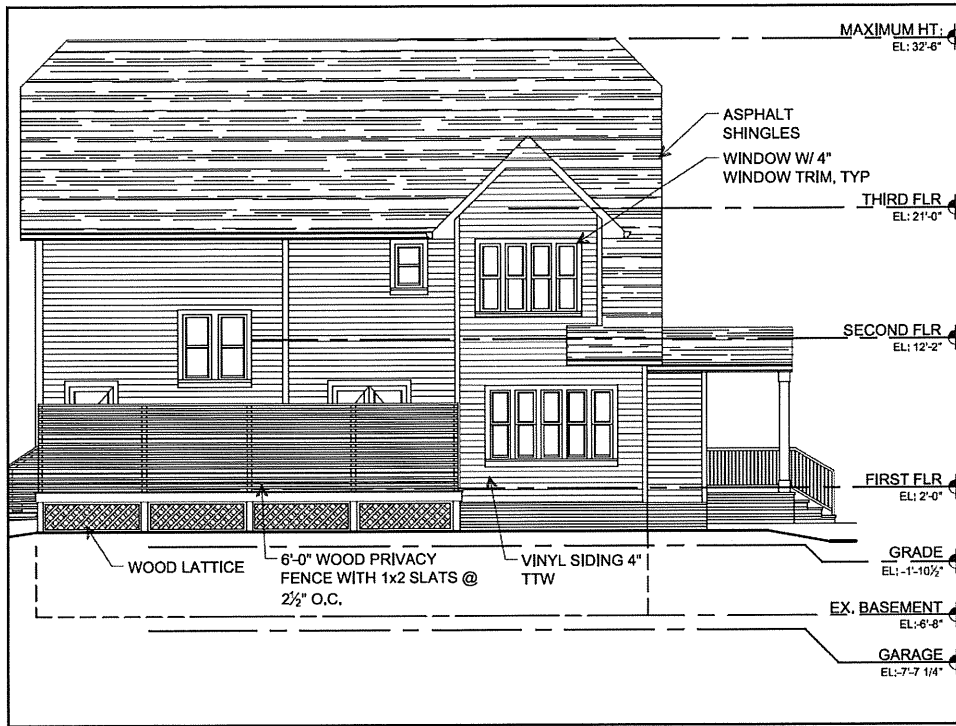 MAXIMUM HT:
EL: 32'-6"
ASPHALT
SHINGLES
WINDOW W/ 4"
WINDOW TRIM, TYP
THIRD FLR
EL: 21'-0"
SECOND FLR
EL: 12'-2"
FIRST FLR
EL: 2'-0"
GRADE
EL: -1'-10½"
WOOD LATTICE
6'-0" WOOD PRIVACY
FENCE WITH 1x2 SLATS @
2½" O.C.
VINYL SIDING 4"
TTW
EX. BASEMENT
EL:-6'-8"
GARAGE
EL:-7'-7 1/4"